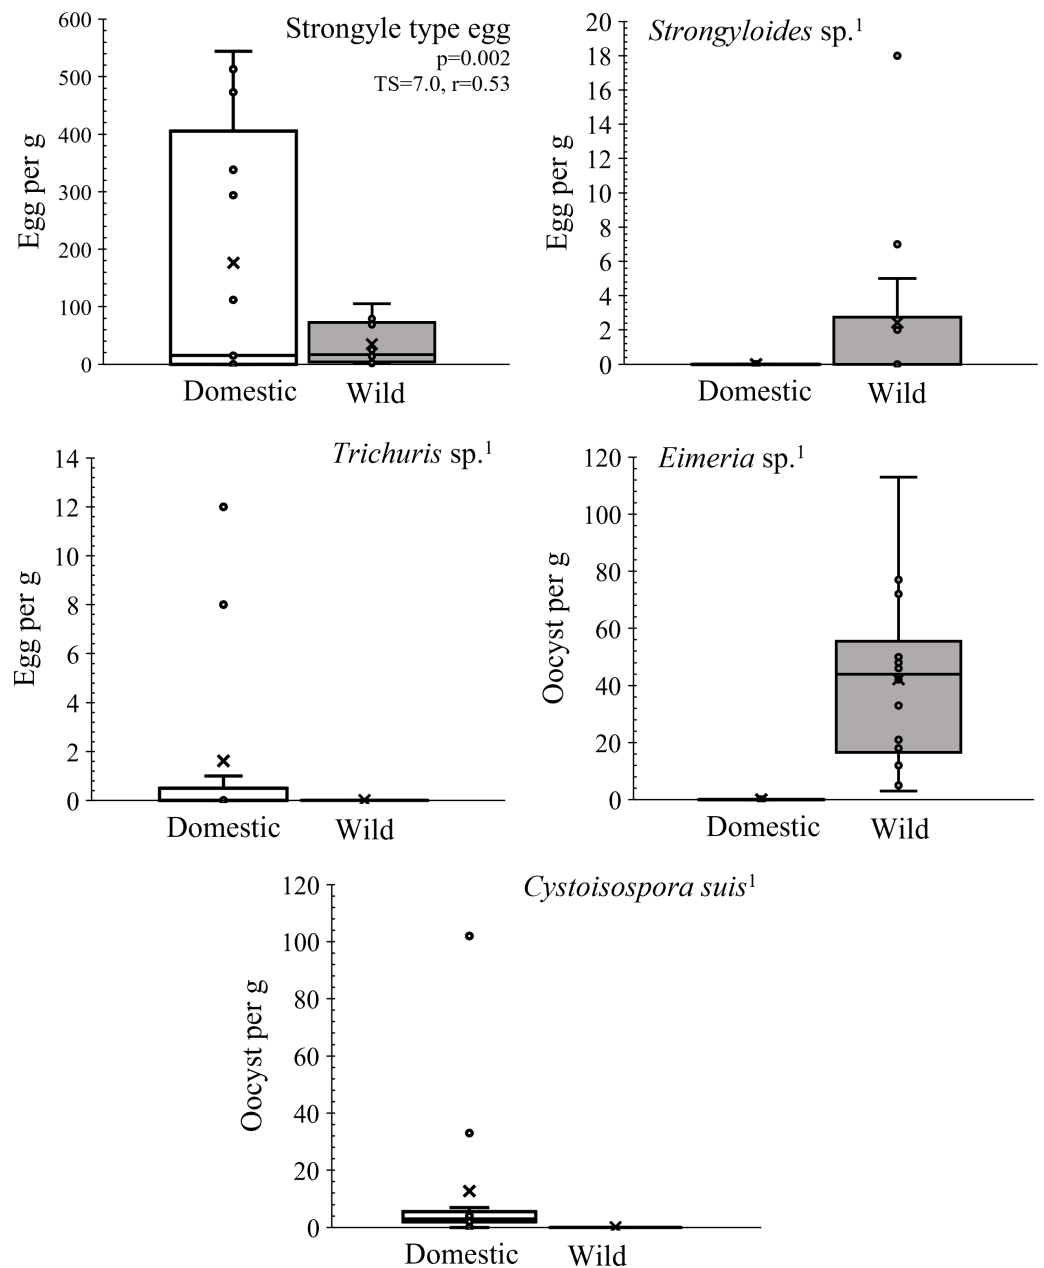 Strongyle type egg
p=0.002
TS=7.0, r=0.53
Egg per g
600
500
400
300
200
100
0
Domestic
Wild
Strongyloides sp.¹
Egg per g
20
18
16
14
12
10
8
6
4
2
0
Domestic
Wild
Trichuris sp.¹
Egg per g
14
12
10
8
6
4
2
0
Domestic
Wild
Eimeria sp.¹
Oocyst per g
120
100
80
60
40
20
0
Domestic
Wild
Cystoisospora suis¹
Oocyst per g
120
100
80
60
40
20
0
Domestic
Wild